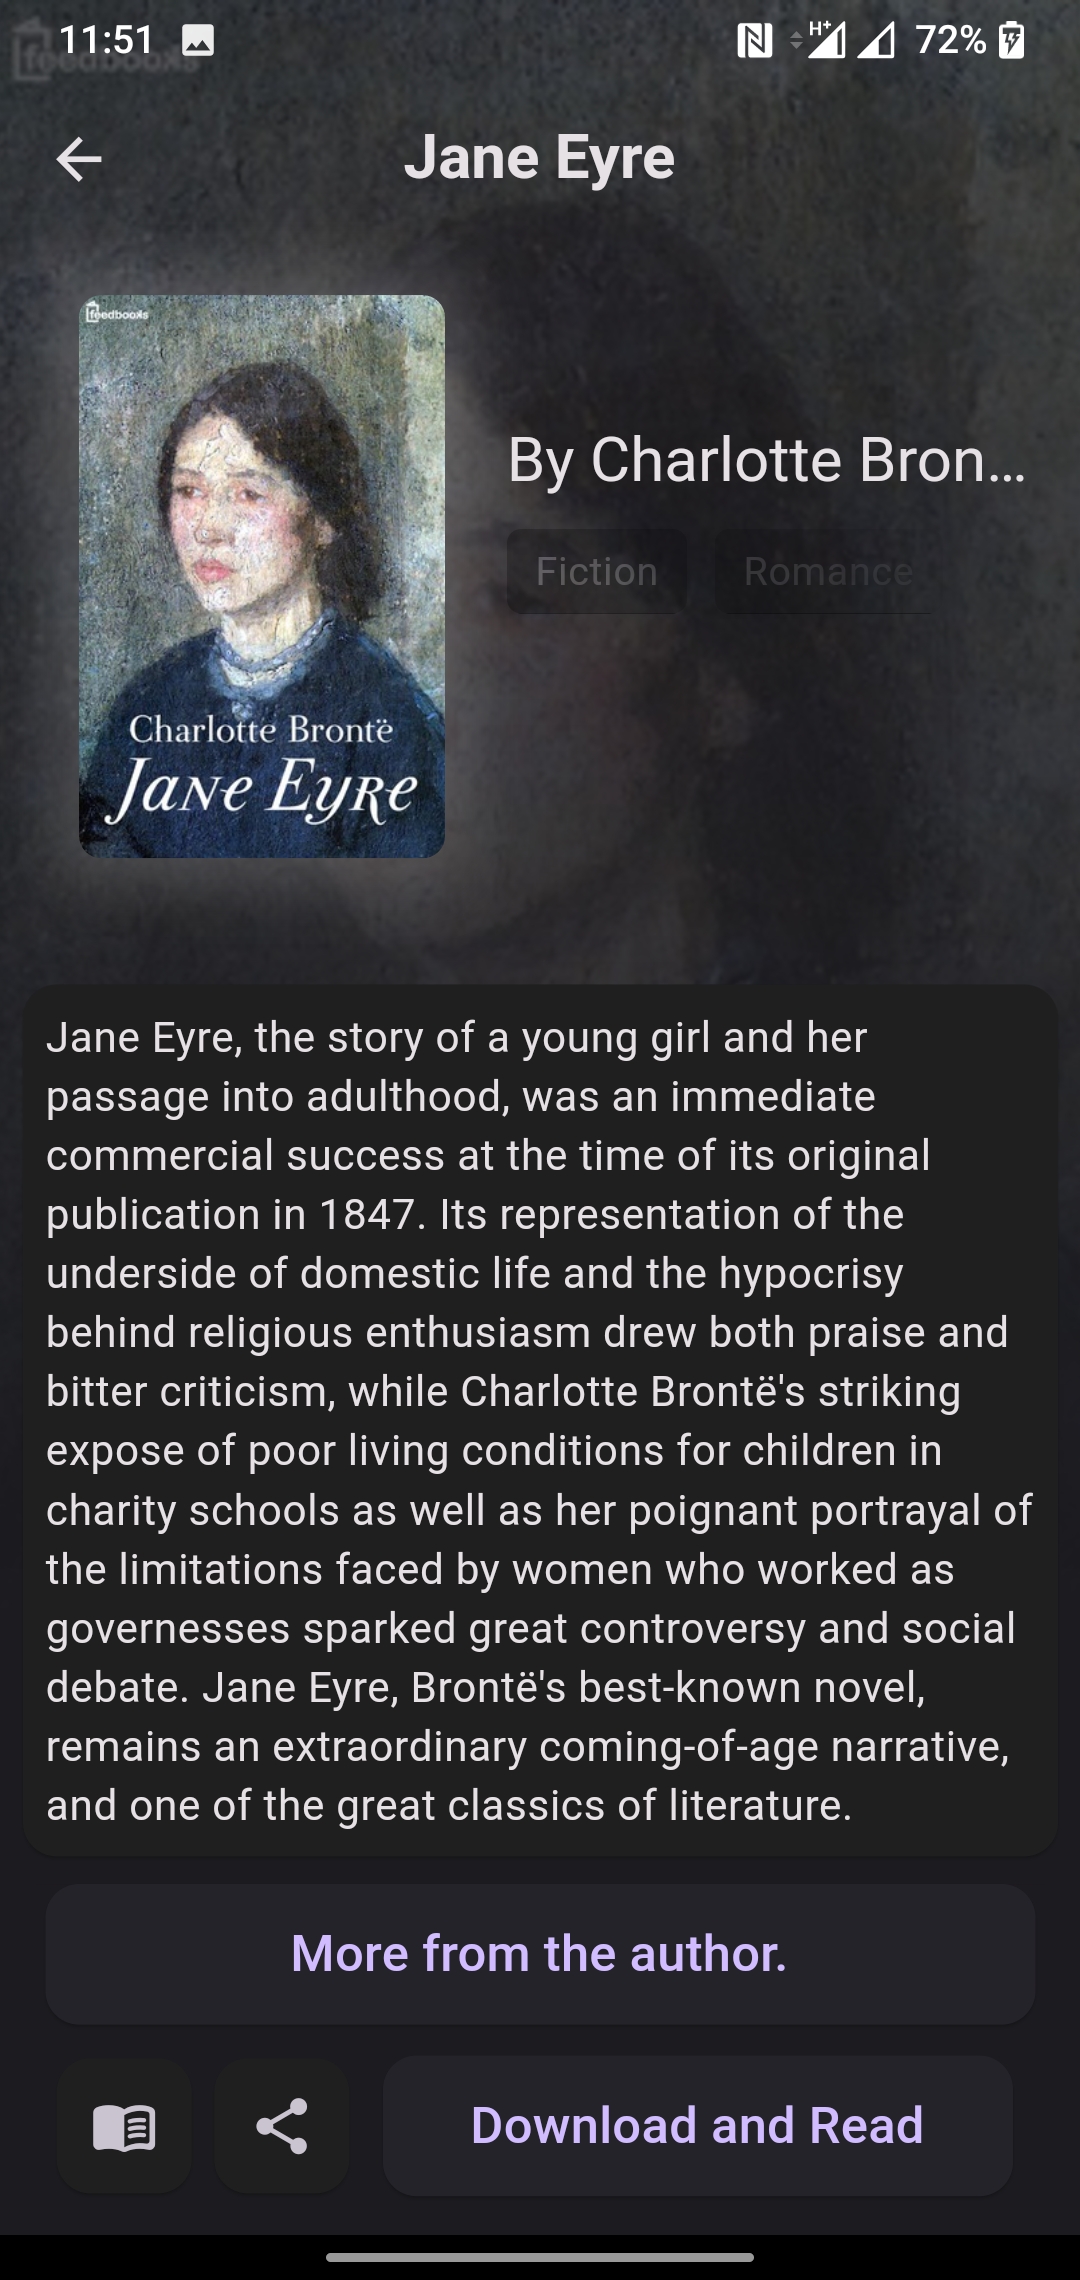 11:51
H+
72%
feedbooks
Jane Eyre
feedbooks
Charlotte Brontë
Jane Eyre
By Charlotte Bron...
Fiction
Romance
Jane Eyre, the story of a young girl and her
passage into adulthood, was an immediate
commercial success at the time of its original
publication in 1847. Its representation of the
underside of domestic life and the hypocrisy
behind religious enthusiasm drew both praise and
bitter criticism, while Charlotte Brontë's striking
expose of poor living conditions for children in
charity schools as well as her poignant portrayal of
the limitations faced by women who worked as
governesses sparked great controversy and social
debate. Jane Eyre, Brontë's best-known novel,
remains an extraordinary coming-of-age narrative,
and one of the great classics of literature.
More from the author.
Download and Read